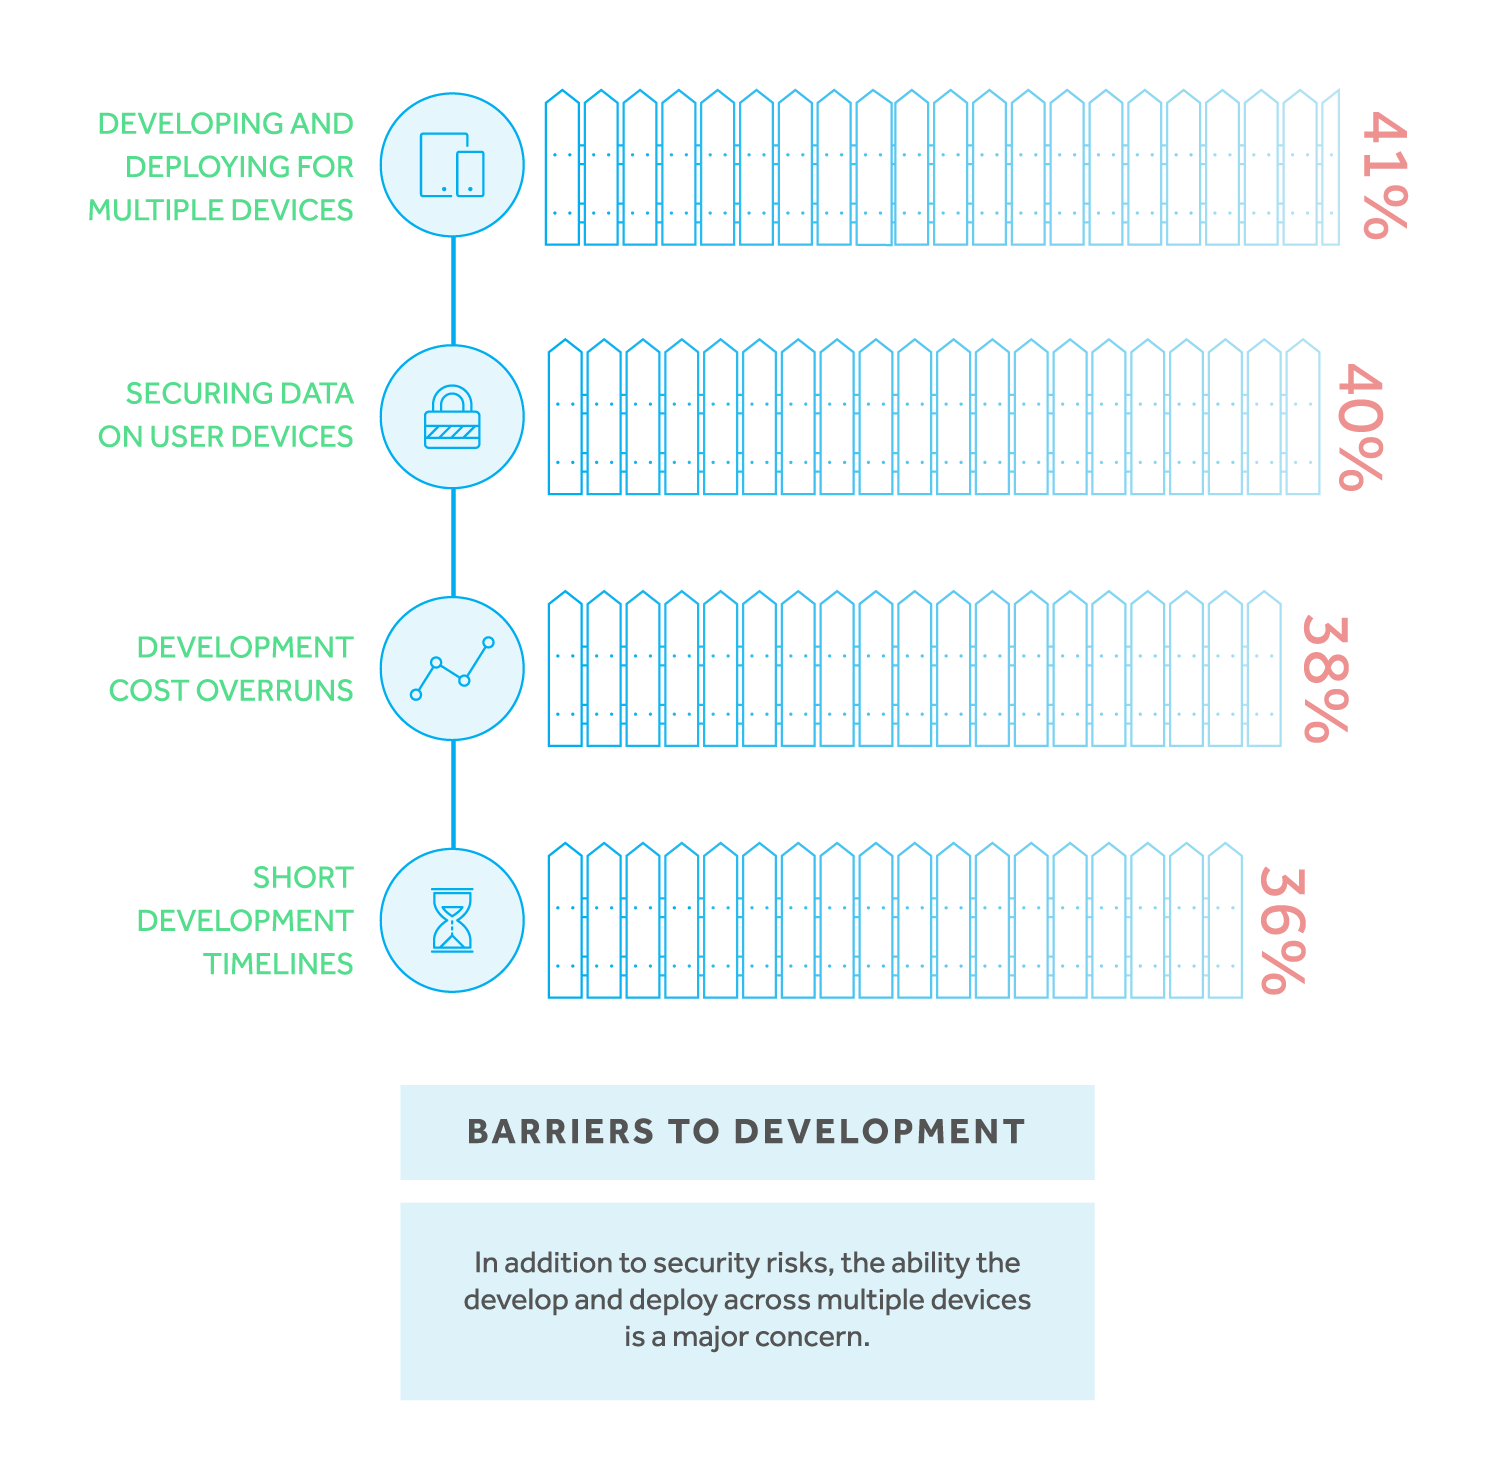 DEVELOPING AND
DEPLOYING FOR
MULTIPLE DEVICES
41%
SECURING DATA
ON USER DEVICES
40%
DEVELOPMENT
COST OVERRUNS
38%
SHORT
DEVELOPMENT
TIMELINES
36%
BARRIERS TO DEVELOPMENT
In addition to security risks, the ability the
develop and deploy across multiple devices
is a major concern.